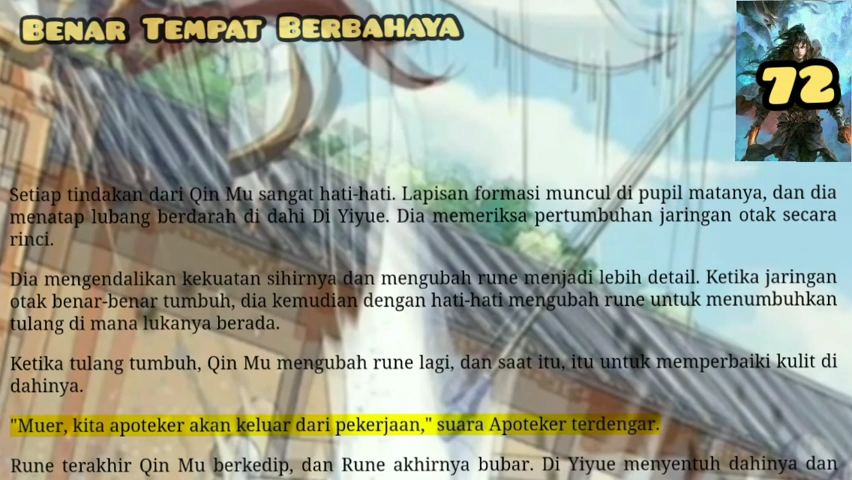 Benar Tempat Berbahaya
72
Setiap tindakan dari Qin Mu sangat hati-hati. Lapisan formasi muncul di pupil matanya, dan dia
menatap lubang berdarah di dahi Di Yiyue. Dia memeriksa pertumbuhan jaringan otak secara
rinci.
Dia mengendalikan kekuatan sihirnya dan mengubah rune menjadi lebih detail. Ketika jaringan
otak benar-benar tumbuh, dia kemudian dengan hati-hati mengubah rune untuk menumbuhkan
tulang di mana lukanya berada.
Ketika tulang tumbuh, Qin Mu mengubah rune lagi, dan saat itu, itu untuk memperbaiki kulit di
dahinya.
"Muer, kita apoteker akan keluar dari pekerjaan," suara Apoteker terdengar.
Rune terakhir Qin Mu berkedip, dan Rune akhirnya bubar. Di Yiyue menyentuh dahinya dan